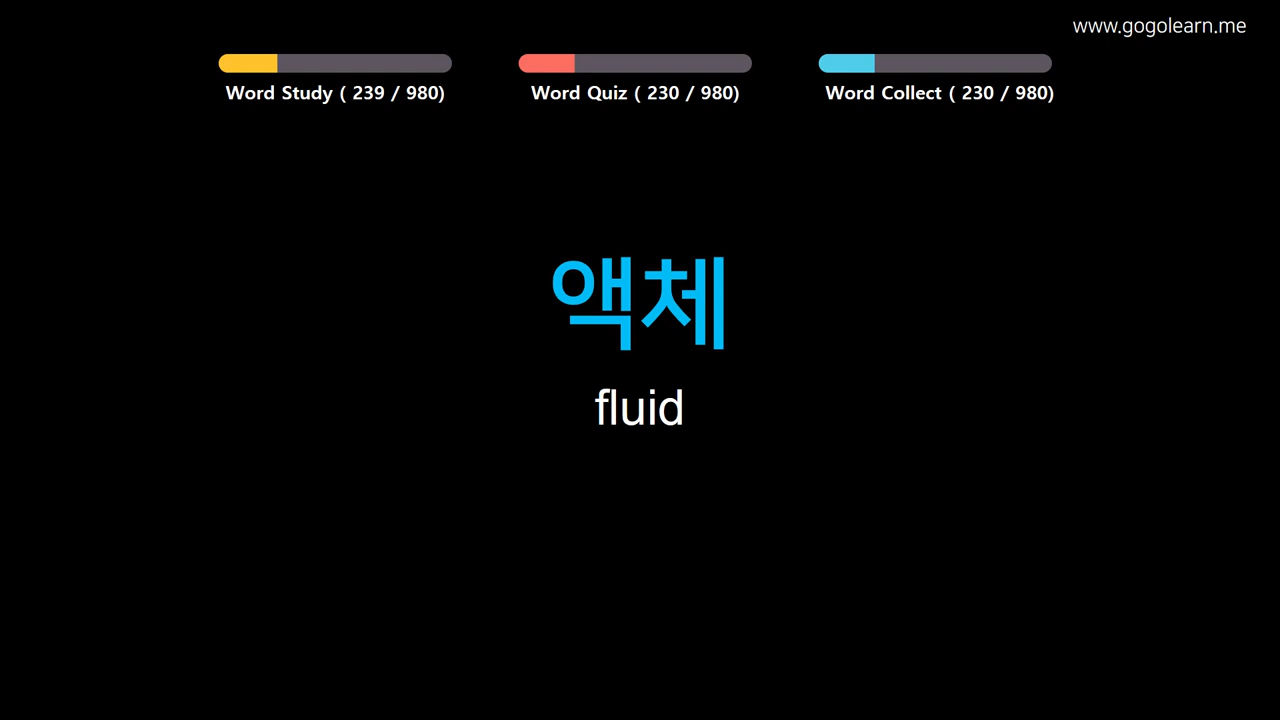 www.gogolearn.me
Word Study ( 239 / 980)
Word Quiz ( 230 / 980)
Word Collect ( 230 / 980)
액체
fluid